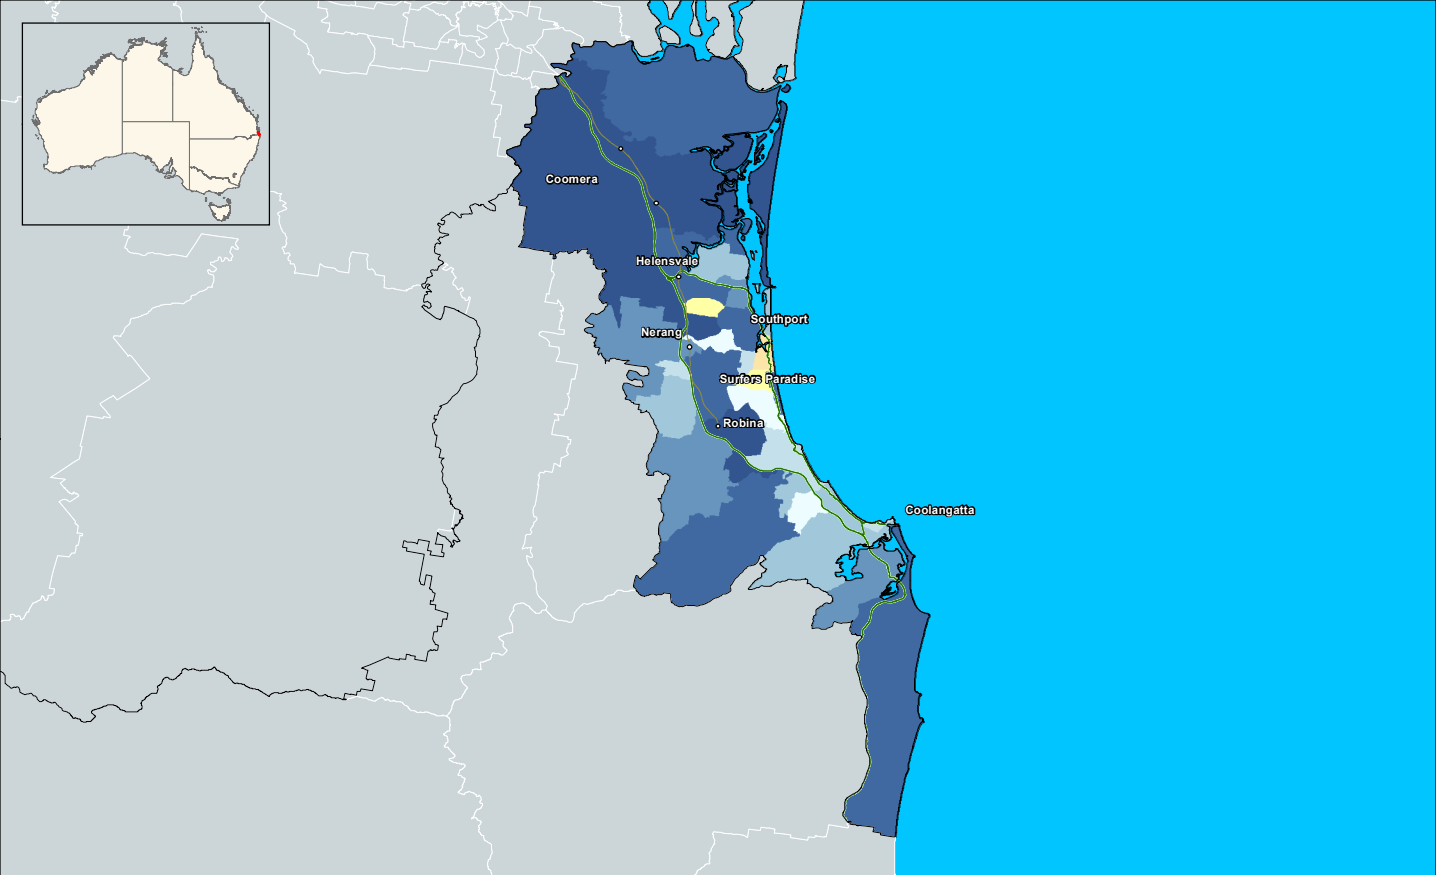 Coomera
Helensvale
Southport
Nerang
Surfers Paradise
Robina
Coolangatta